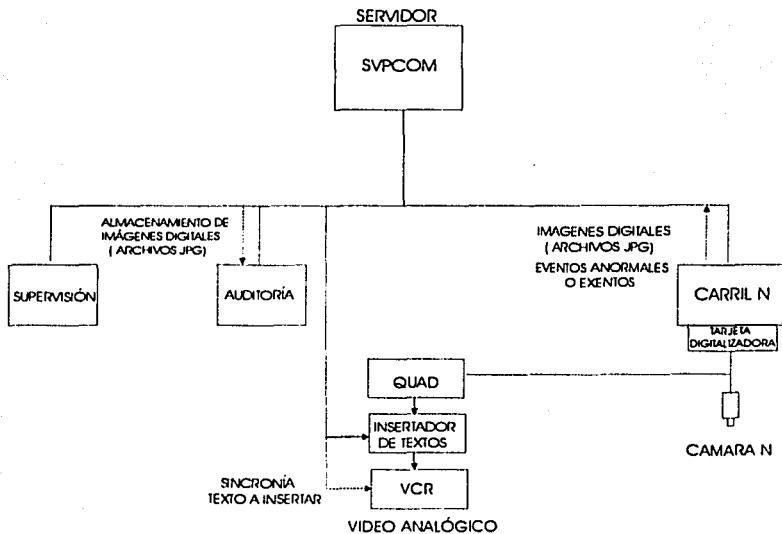 SERVIDOR
SVPCOM
ALMACENAMIENTO DE
IMÁGENES DIGITALES
( ARCHIVOS JPG)
IMAGENES DIGITALES
( ARCHIVOS JPG)
EVENTOS ANORMALES
O EXENTOS
SUPERVISIÓN
AUDITORÍA
CARRIL N
TARJETA
DIGITALIZADORA
QUAD
INSERTADOR
DE TEXTOS
CAMARA N
SINCRONÍA
TEXTO A INSERTAR
VCR
VIDEO ANALÓGICO